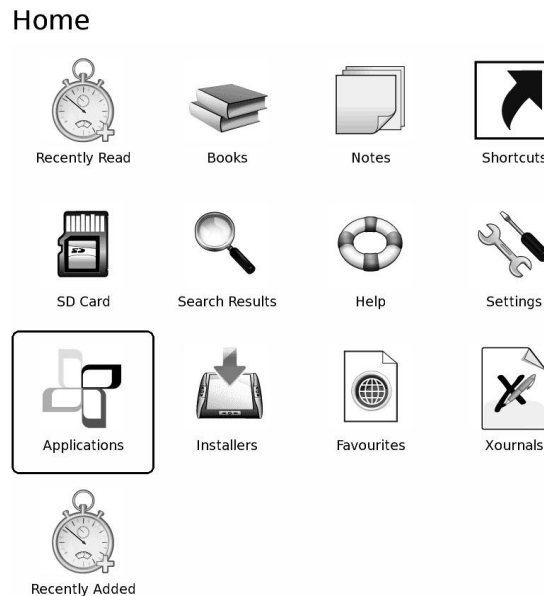 Home
Recently Read
Books
Notes
Shortcuts
SD Card
Search Results
Help
Settings
Applications
Installers
Favourites
Xournals
Recently Added